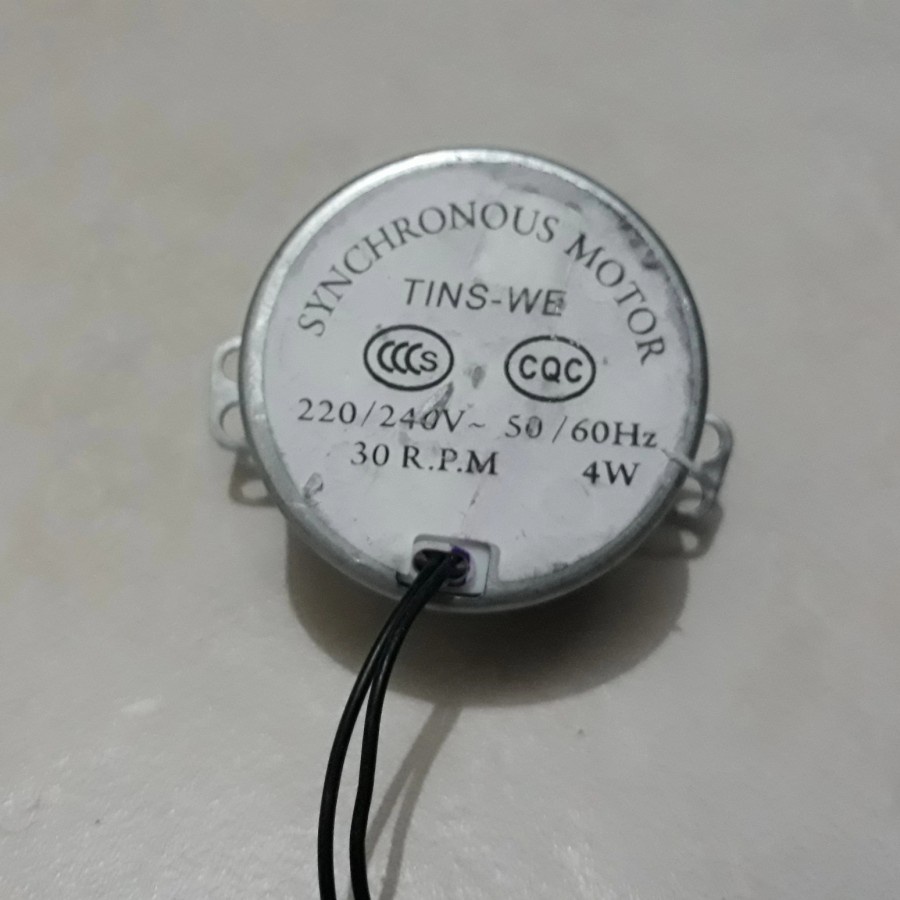 SYNCHRONOUS MOTOR
TINS-WE
CCCS CQC
220/240V~ 50/60Hz
30 R.P.M 4W